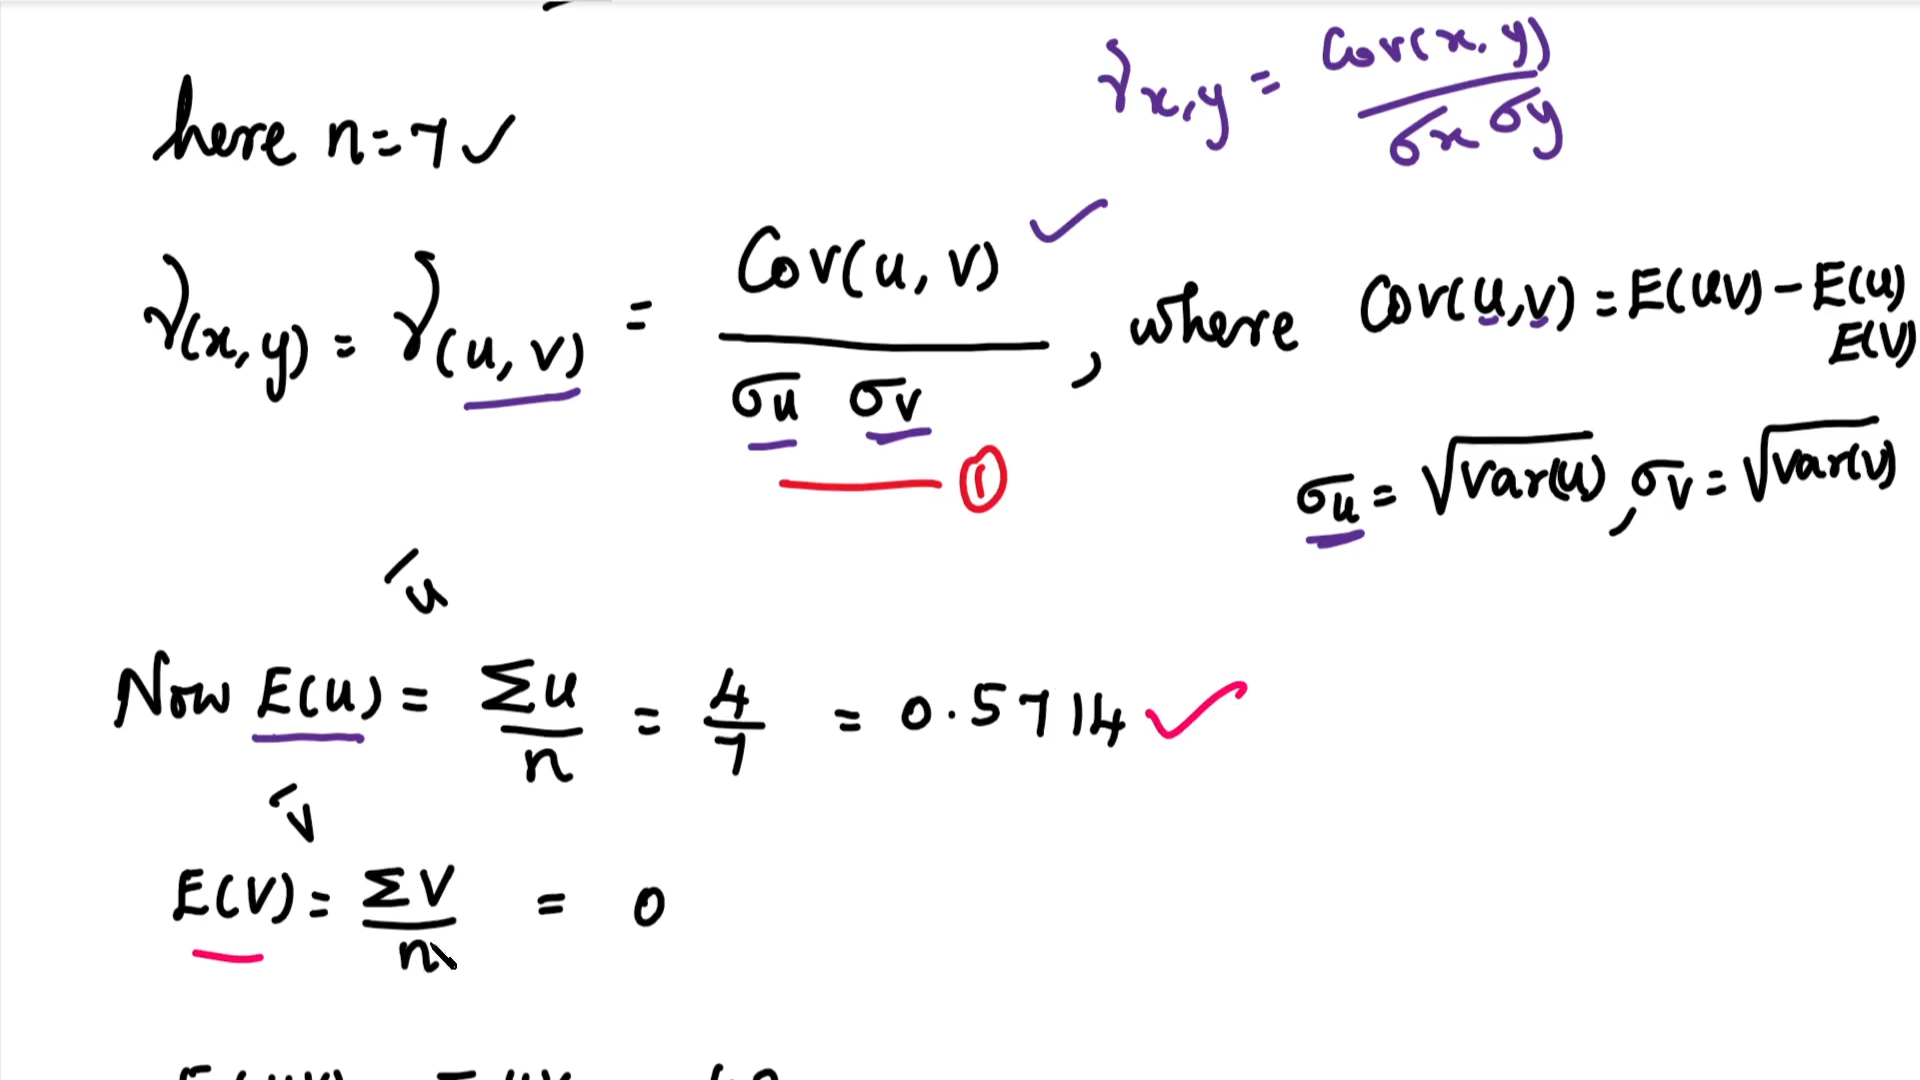 γx,y = Cov(x, y) / σx σy
here n=7 ✓
γ(x, y) = γ(u, v) = Cov(u, v) / σu σv , where Cov(u,v) = E(uv) - E(u) E(v)
①
σu = √var(u) , σv = √var(v)
u
Now E(u) = Σu / n = 4 / 7 = 0.5714 ✓
v
E(V) = ΣV / n = 0